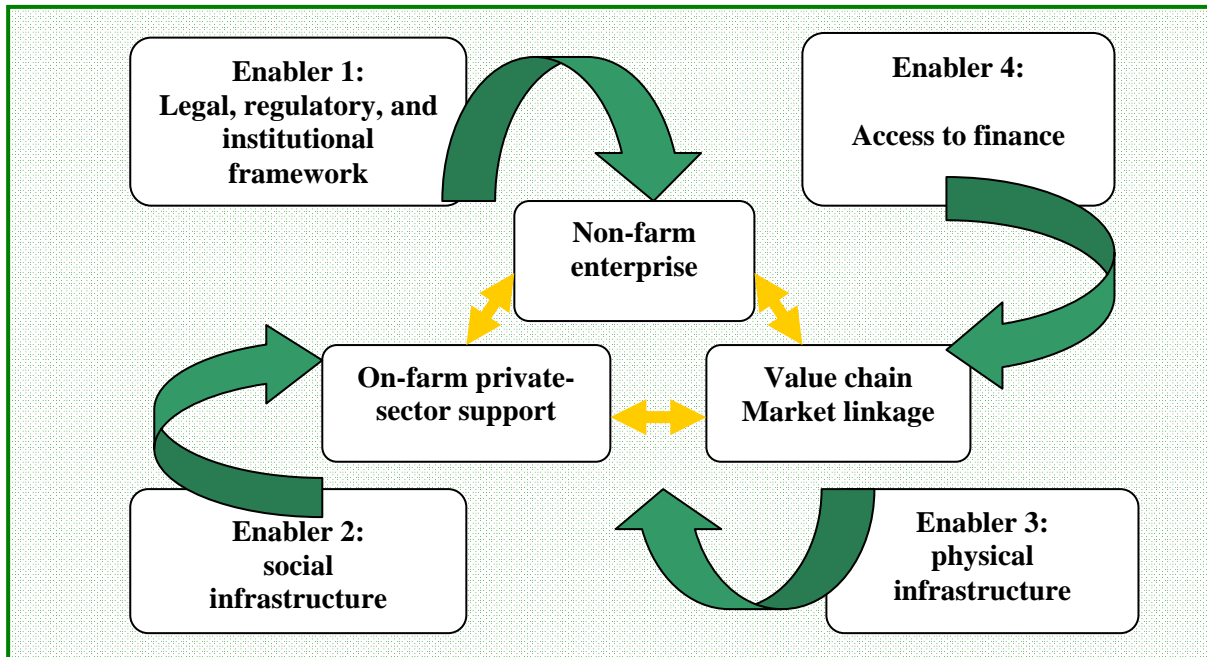 Enabler 1:
Legal, regulatory, and
institutional
framework
Enabler 4:
Access to finance
Non-farm
enterprise
On-farm private-
sector support
Value chain
Market linkage
Enabler 2:
social
infrastructure
Enabler 3:
physical
infrastructure